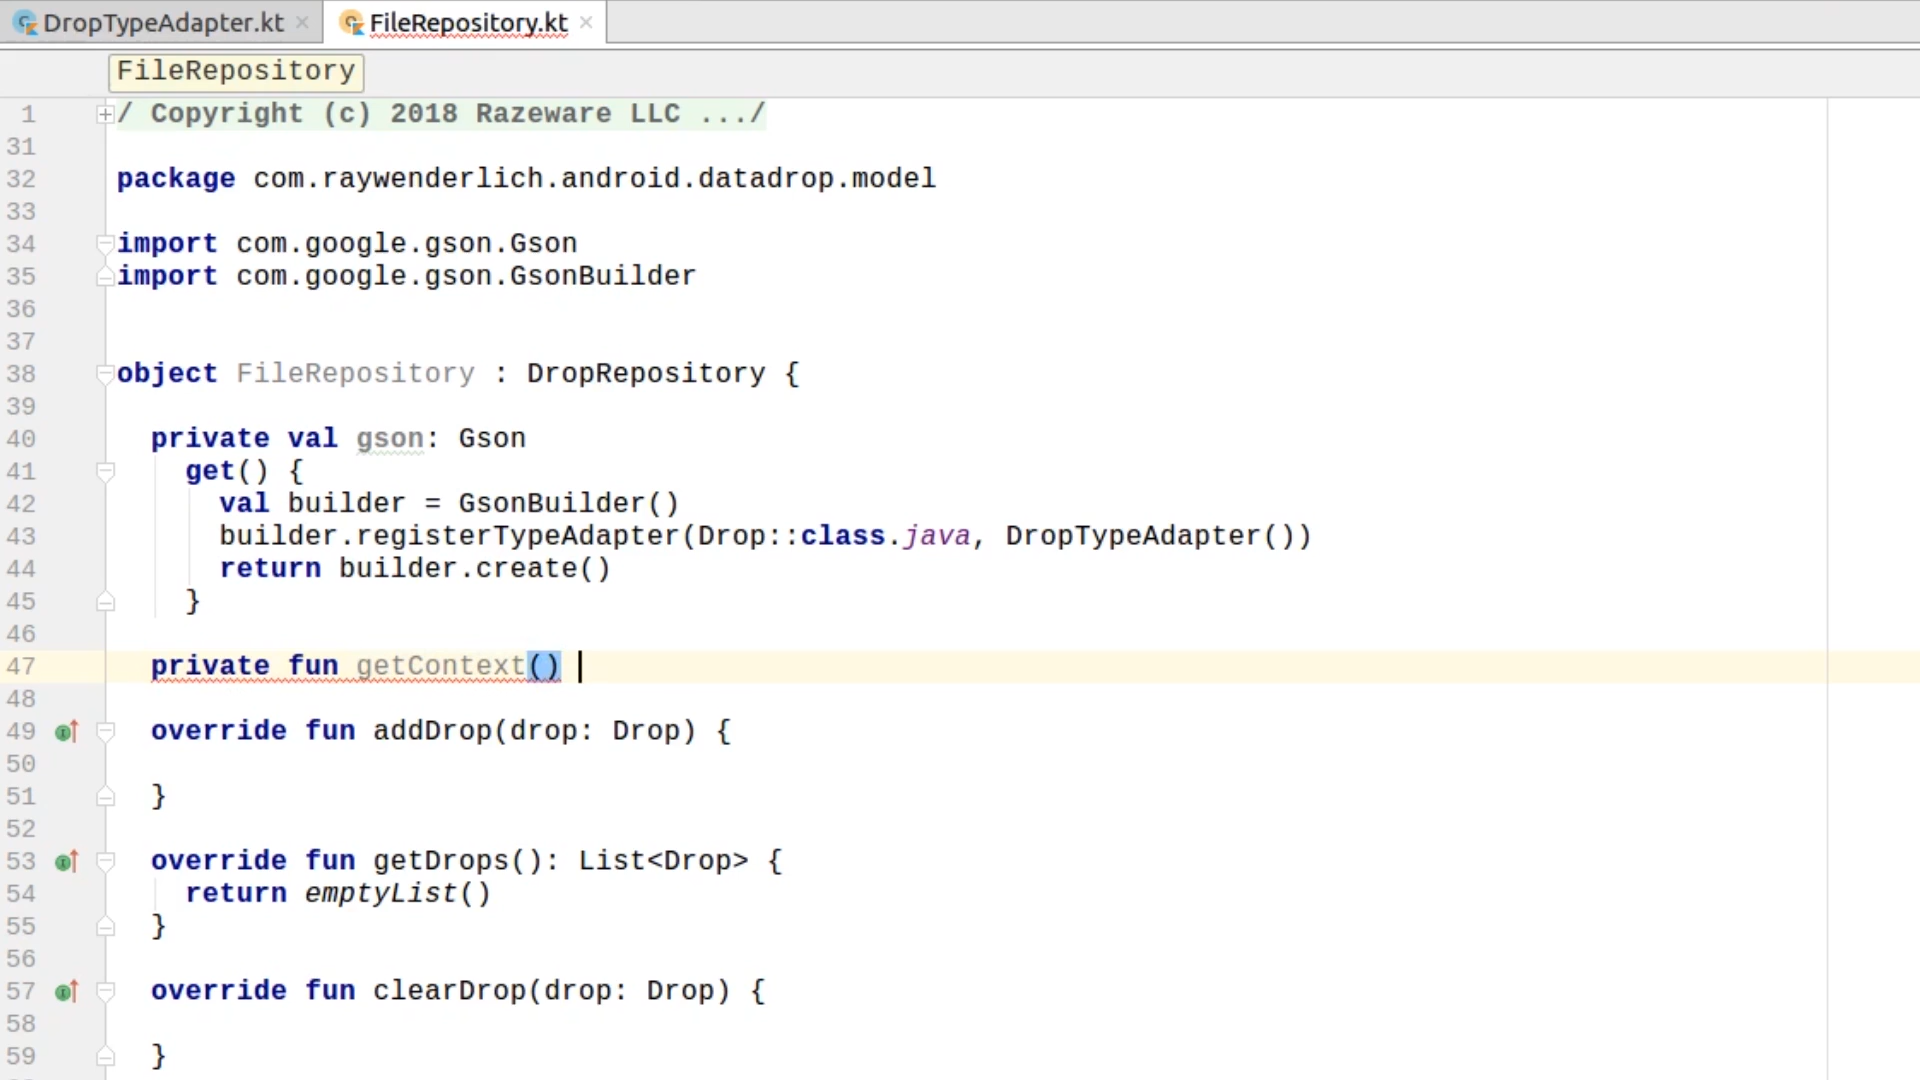 DropTypeAdapter.kt × FileRepository.kt ×
FileRepository
1 / Copyright (c) 2018 Razeware LLC .../
31
32 package com.raywenderlich.android.datadrop.model
33
34 import com.google.gson.Gson
35 import com.google.gson.GsonBuilder
36
37
38 object FileRepository : DropRepository {
39
40 private val gson: Gson
41 get() {
42 val builder = GsonBuilder()
43 builder.registerTypeAdapter(Drop::class.java, DropTypeAdapter())
44 return builder.create()
45 }
46
47 private fun getContext()
48
49 override fun addDrop(drop: Drop) {
50
51 }
52
53 override fun getDrops(): List<Drop> {
54 return emptyList()
55 }
56
57 override fun clearDrop(drop: Drop) {
58
59 }